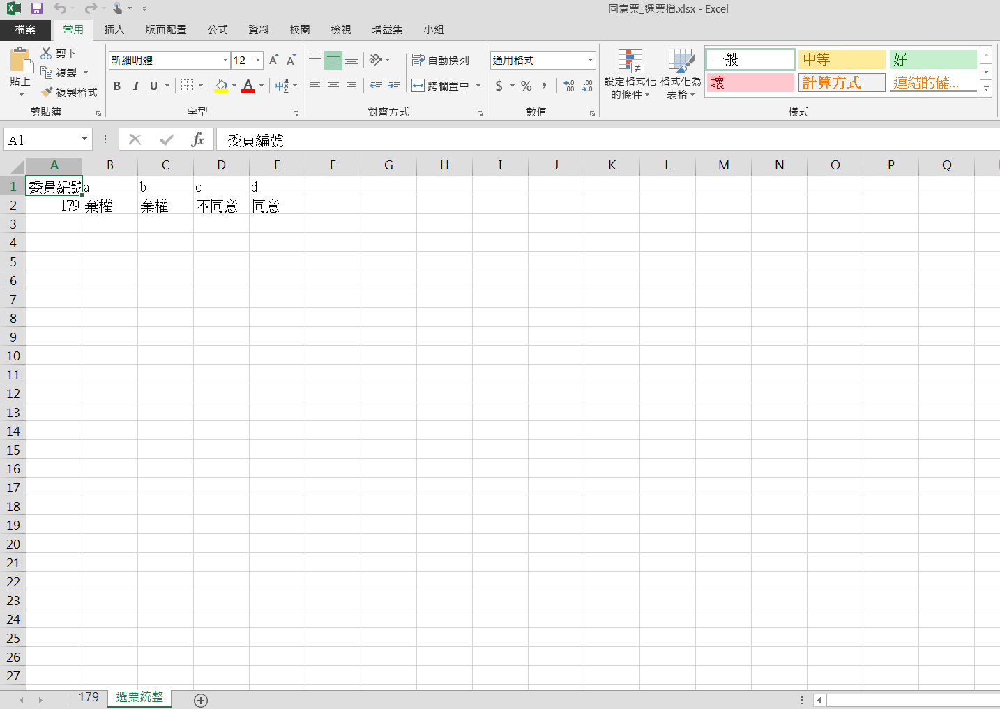 同意票_選票檔.xlsx - Excel
檔案 常用 插入 版面配置 公式 資料 校閱 檢視 增益集 小組
貼上
剪下
複製
複製格式
剪貼簿
新細明體 12
B I U
字型
自動換列
跨欄置中
對齊方式
通用格式
$ % ,
數值
設定格式化的條件
格式化為表格
一般 中等 好
壞 計算方式 連結的儲...
樣式
A1 fx 委員編號
A B C D E F G H I J K L M N O P Q
1 委員編號 a b c d
2 179 棄權 棄權 不同意 同意
3
4
5
6
7
8
9
10
11
12
13
14
15
16
17
18
19
20
21
22
23
24
25
26
27
179 選票統整